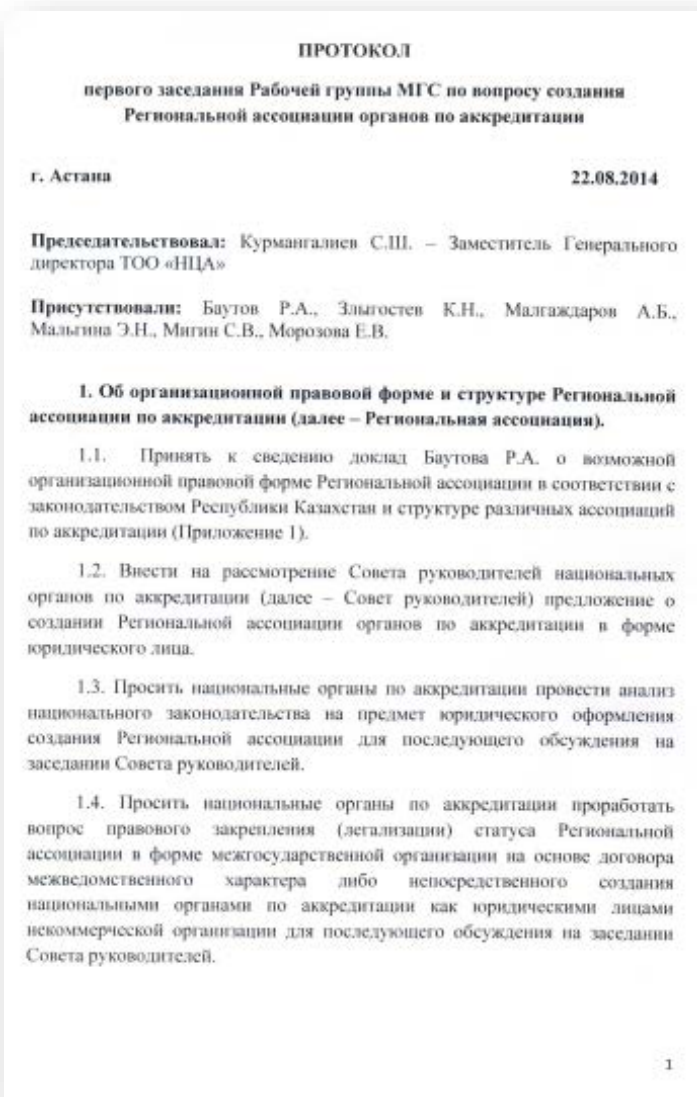 ПРОТОКОЛ
первого заседания Рабочей группы МГС по вопросу создания
Региональной ассоциации органов по аккредитации
г. Астана 22.08.2014
Председательствовал: Курмангалиев С.Ш. – Заместитель Генерального
директора ТОО «НЦА»
Присутствовали: Баутов Р.А., Злыгостев К.Н., Малгаждаров А.Б.,
Мальгина Э.Н., Мигин С.В., Морозова Е.В.
1. Об организационной правовой форме и структуре Региональной
ассоциации по аккредитации (далее – Региональная ассоциация).
1.1. Принять к сведению доклад Баутова Р.А. о возможной
организационной правовой форме Региональной ассоциации в соответствии с
законодательством Республики Казахстан и структуре различных ассоциаций
по аккредитации (Приложение 1).
1.2. Внести на рассмотрение Совета руководителей национальных
органов по аккредитации (далее – Совет руководителей) предложение о
создании Региональной ассоциации органов по аккредитации в форме
юридического лица.
1.3. Просить национальные органы по аккредитации провести анализ
национального законодательства на предмет юридического оформления
создания Региональной ассоциации для последующего обсуждения на
заседании Совета руководителей.
1.4. Просить национальные органы по аккредитации проработать
вопрос правового закрепления (легализации) статуса Региональной
ассоциации в форме межгосударственной организации на основе договора
межведомственного характера либо непосредственного создания
национальными органами по аккредитации как юридическими лицами
некоммерческой организации для последующего обсуждения на заседании
Совета руководителей.
1